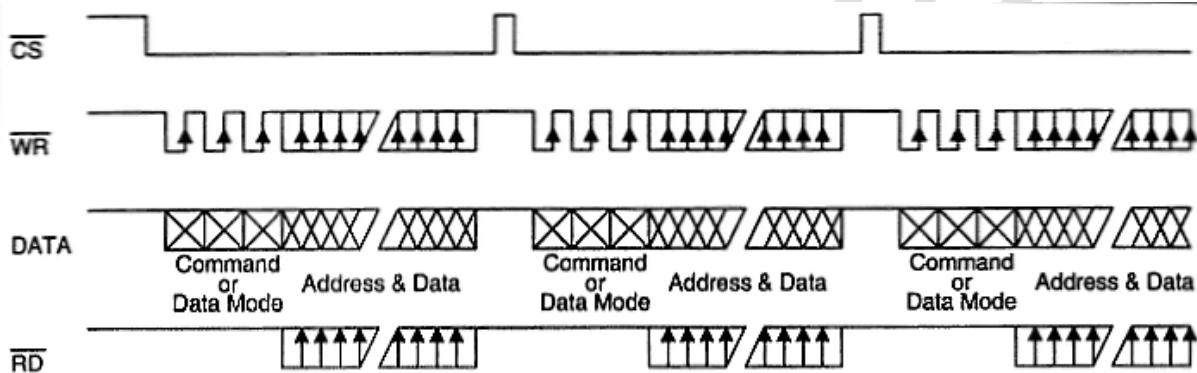 CS
WR
DATA
Command
or
Data Mode
Address & Data
Command
or
Data Mode
Address & Data
Command
or
Data Mode
Address & Data
RD